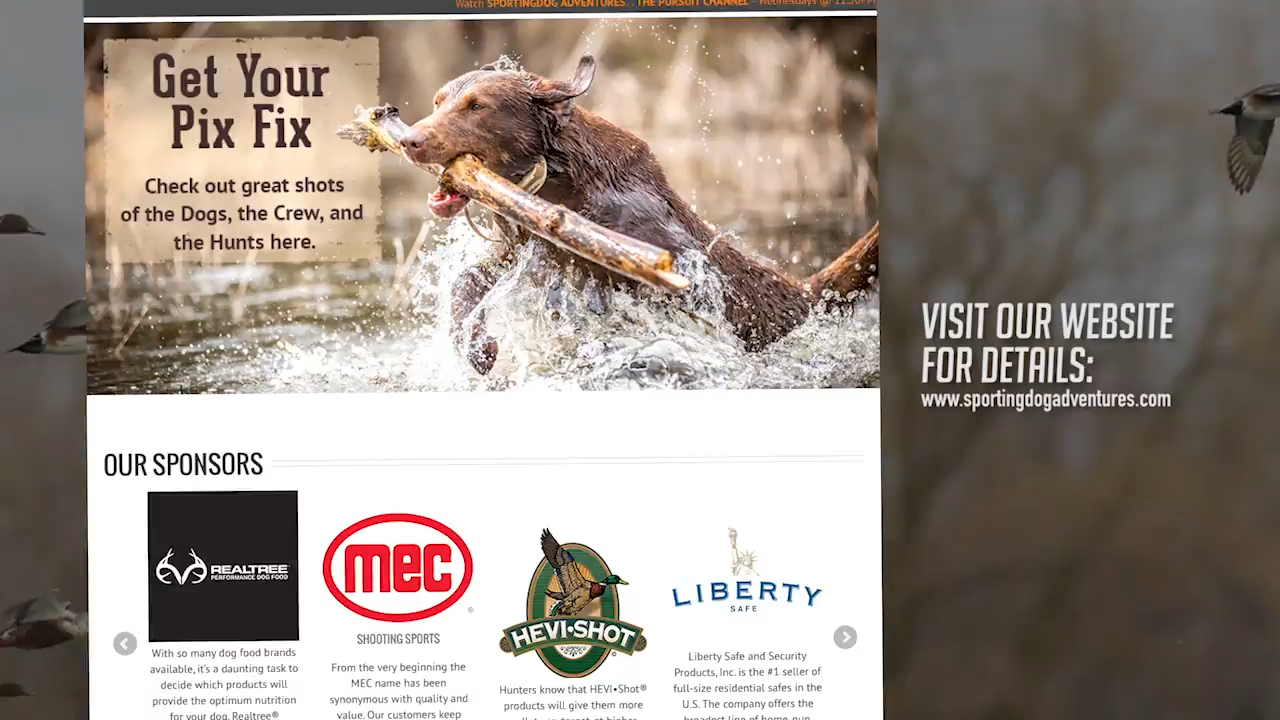 Watch SPORTINGDOG ADVENTURES THE PURSUIT CHANNEL - Wednesdays @
Get Your
Pix Fix
Check out great shots
of the Dogs, the Crew, and
the Hunts here.
VISIT OUR WEBSITE
FOR DETAILS:
www.sportingdogadventures.com
OUR SPONSORS
REALTREE
PERFORMANCE DOG FOOD
With so many dog food brands
available, it's a daunting task to
decide which products will
provide the optimum nutrition
for your dog. Realtree®
mec
®
SHOOTING SPORTS
From the very beginning the
MEC name has been
synonymous with quality and
value. Our customers keep
HEVI•SHOT
Hunters know that HEVI•Shot®
products will give them more
LIBERTY
SAFE
Liberty Safe and Security
Products, Inc. is the #1 seller of
full-size residential safes in the
U.S. The company offers the
broadest line of home, gun